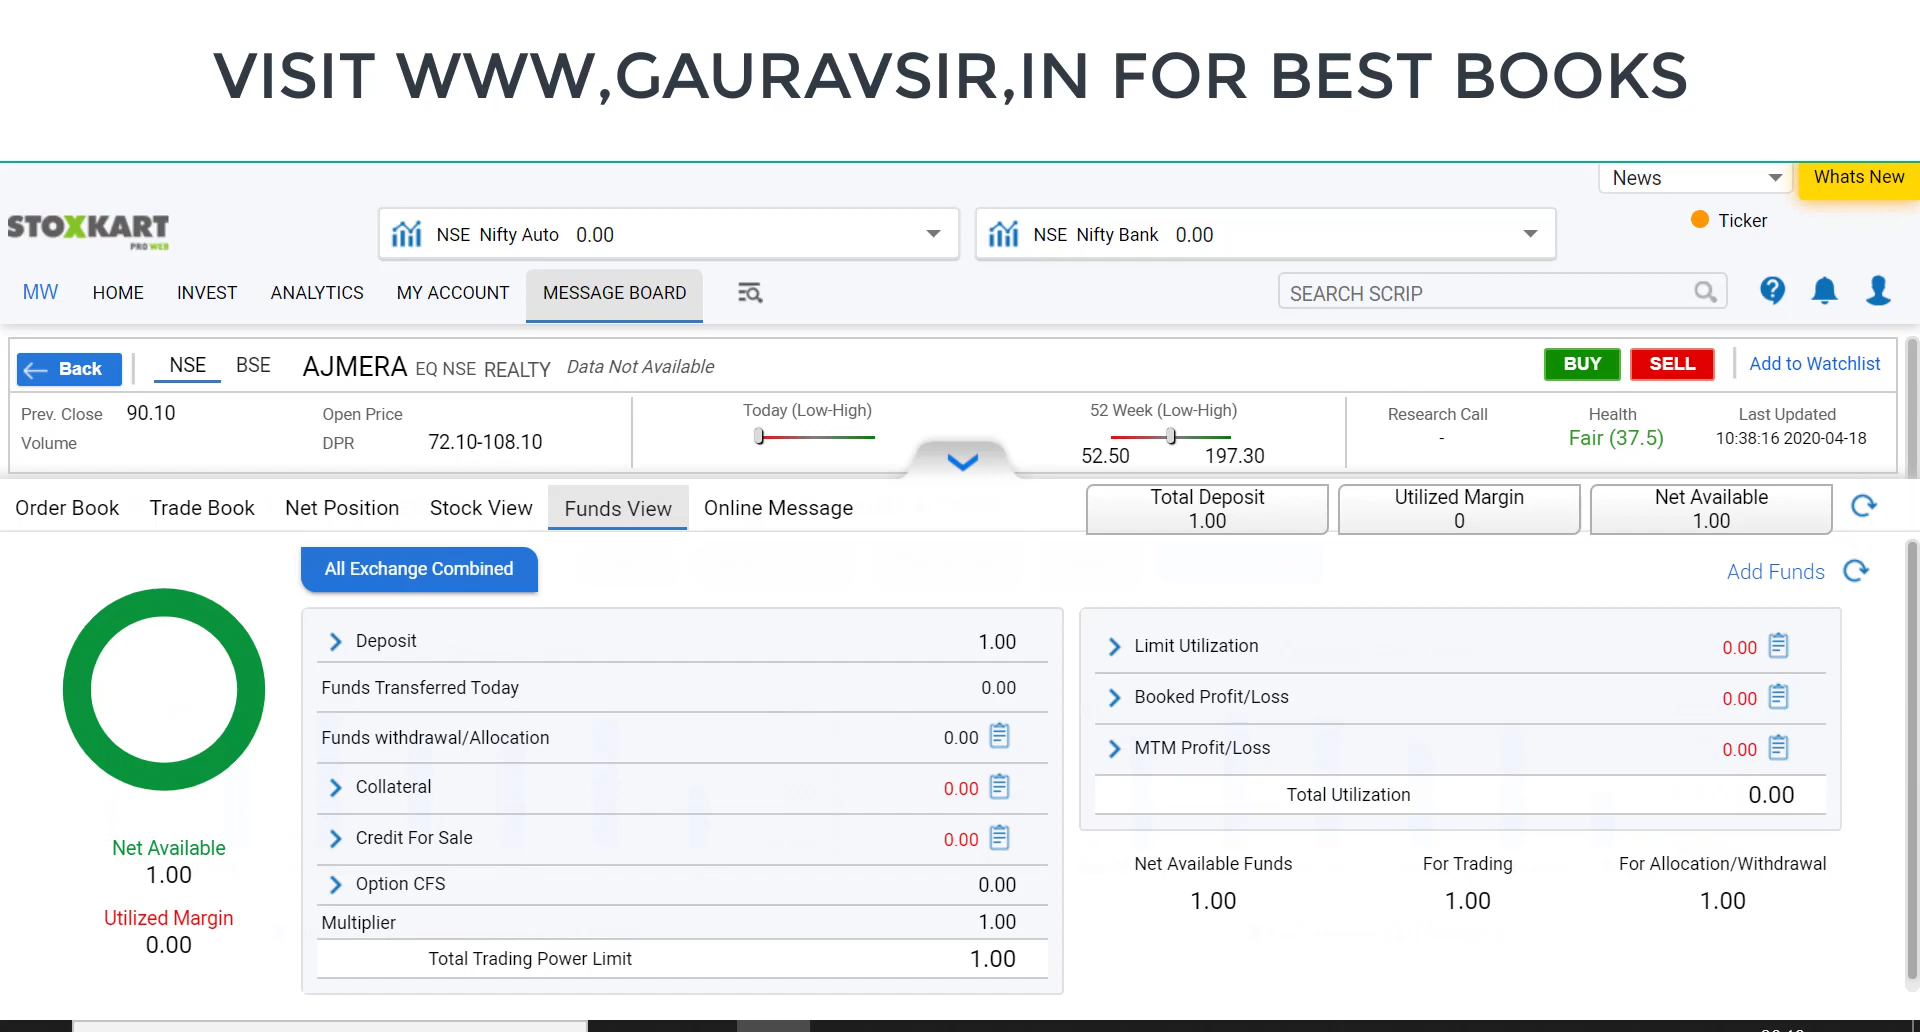 VISIT WWW,GAURAVSIR,IN FOR BEST BOOKS
News
Whats New
STOXKART
PRO WEB
NSE Nifty Auto 0.00
NSE Nifty Bank 0.00
Ticker
MW HOME INVEST ANALYTICS MY ACCOUNT MESSAGE BOARD
SEARCH SCRIP
Back NSE BSE AJMERA EQ NSE REALTY Data Not Available
BUY SELL Add to Watchlist
Prev. Close 90.10
Volume
Open Price
DPR 72.10-108.10
Today (Low-High)
52 Week (Low-High)
52.50 197.30
Research Call
-
Health
Fair (37.5)
Last Updated
10:38:16 2020-04-18
Order Book Trade Book Net Position Stock View Funds View Online Message
Total Deposit
1.00
Utilized Margin
0
Net Available
1.00
All Exchange Combined
Add Funds
Net Available
1.00
Utilized Margin
0.00
Deposit 1.00
Funds Transferred Today 0.00
Funds withdrawal/Allocation 0.00
Collateral 0.00
Credit For Sale 0.00
Option CFS 0.00
Multiplier 1.00
Total Trading Power Limit 1.00
Limit Utilization 0.00
Booked Profit/Loss 0.00
MTM Profit/Loss 0.00
Total Utilization 0.00
Net Available Funds
1.00
For Trading
1.00
For Allocation/Withdrawal
1.00